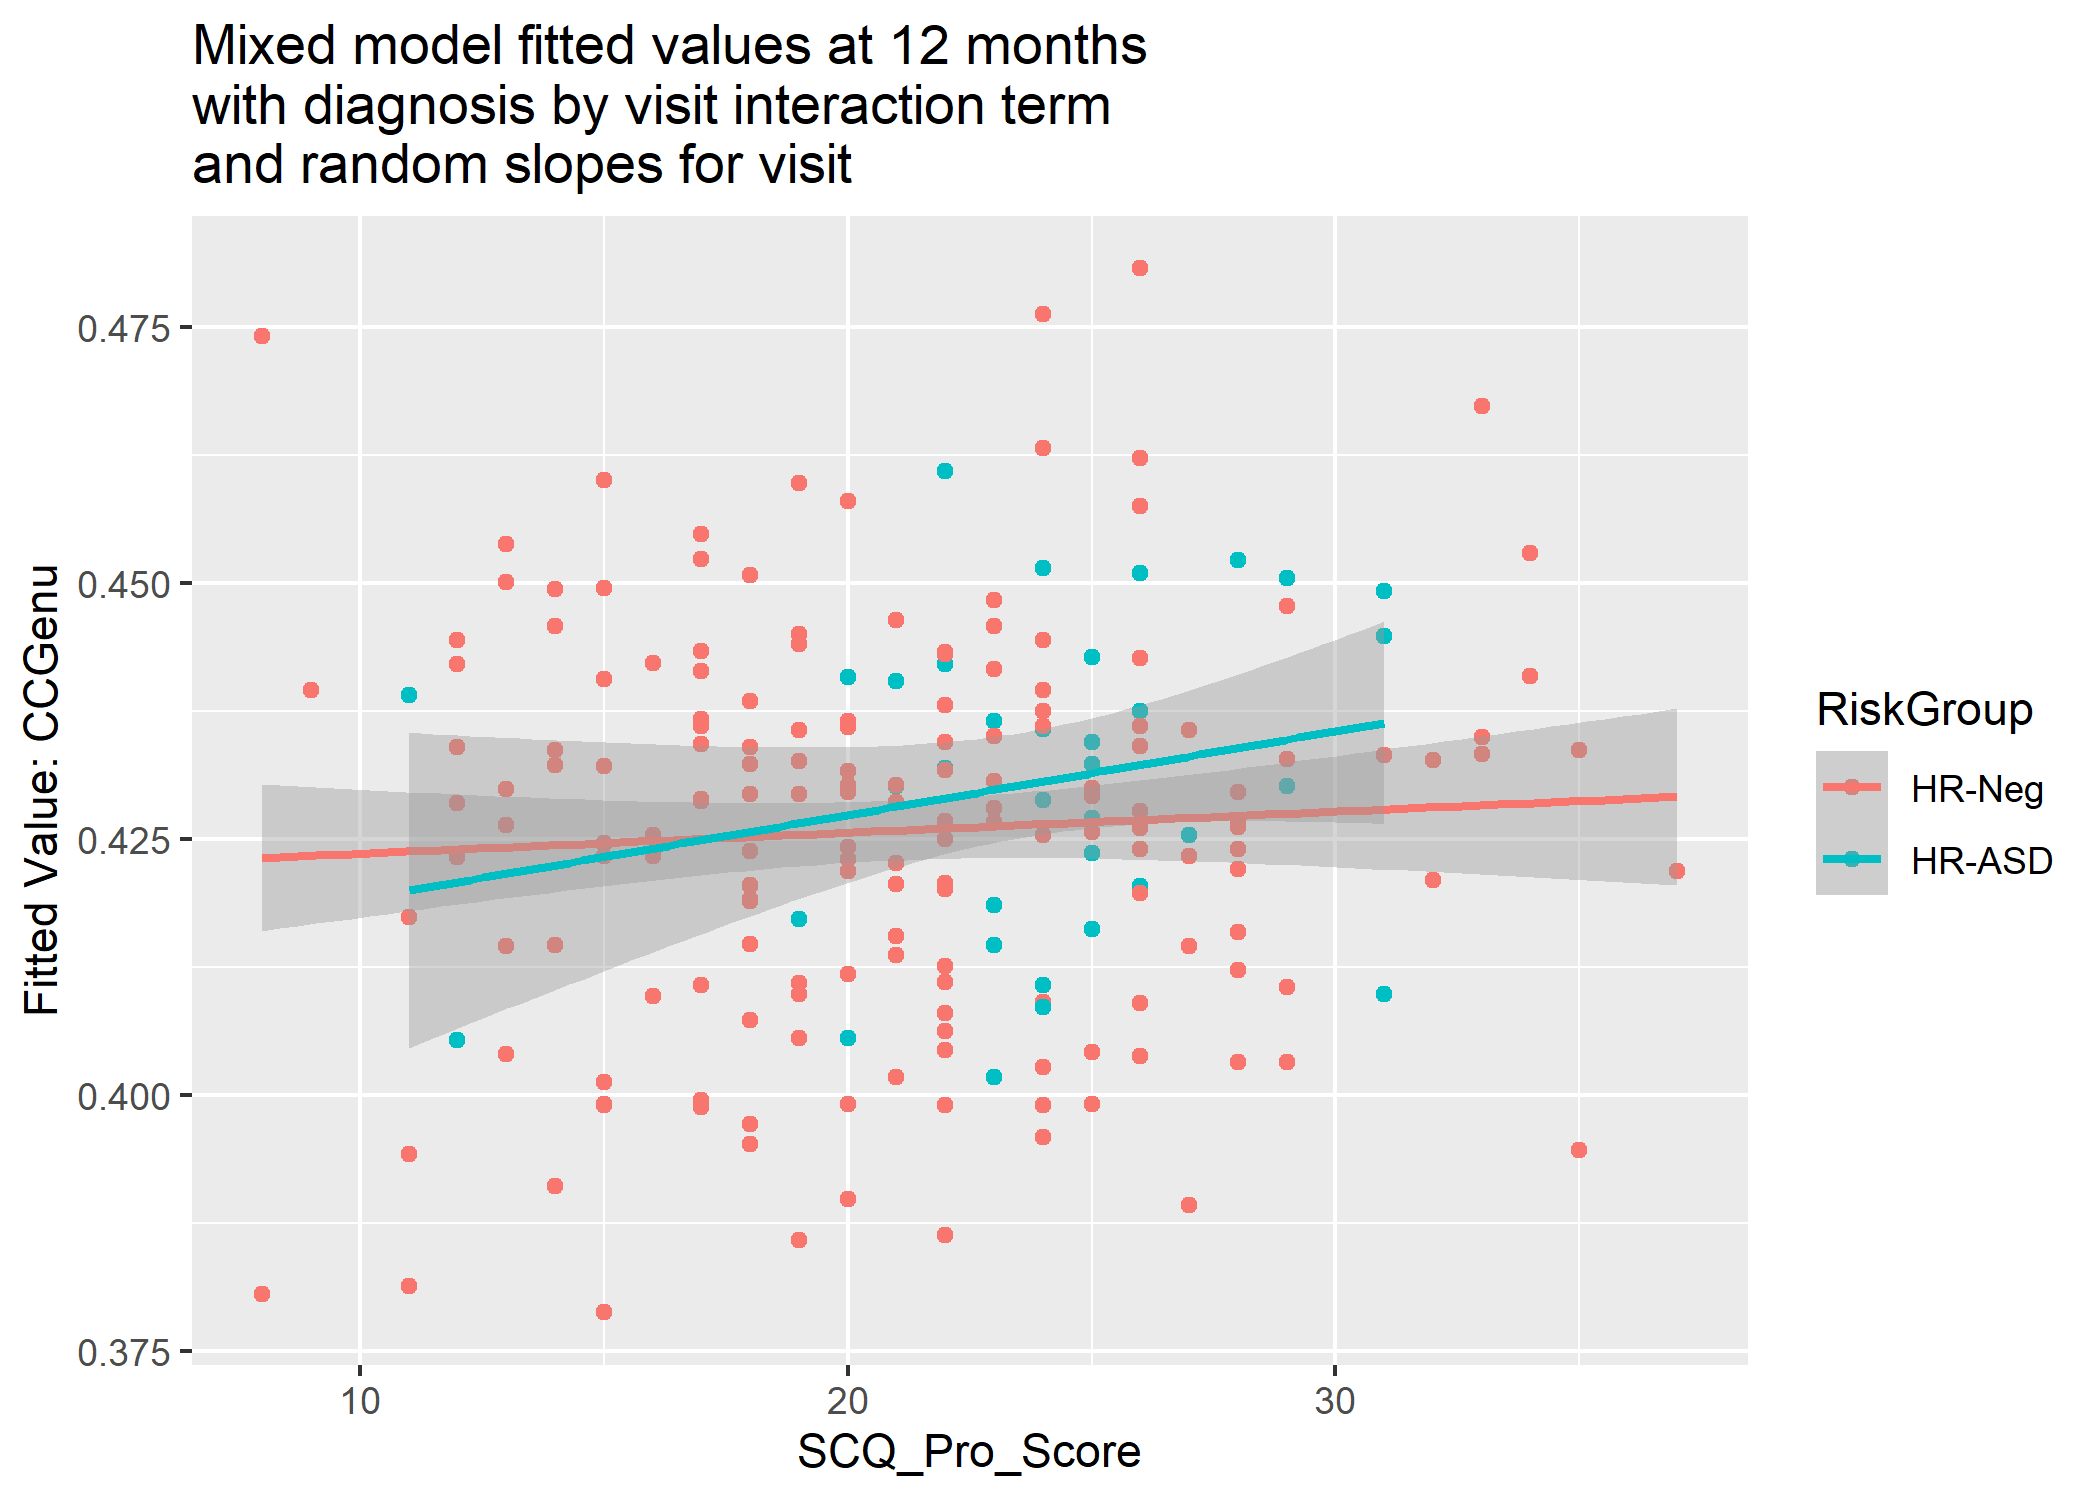 Mixed model fitted values at 12 months
with diagnosis by visit interaction term
and random slopes for visit
Fitted Value: CCGenu
0.475
0.450
0.425
0.400
0.375
10
20
30
SCQ_Pro_Score
RiskGroup
HR-Neg
HR-ASD